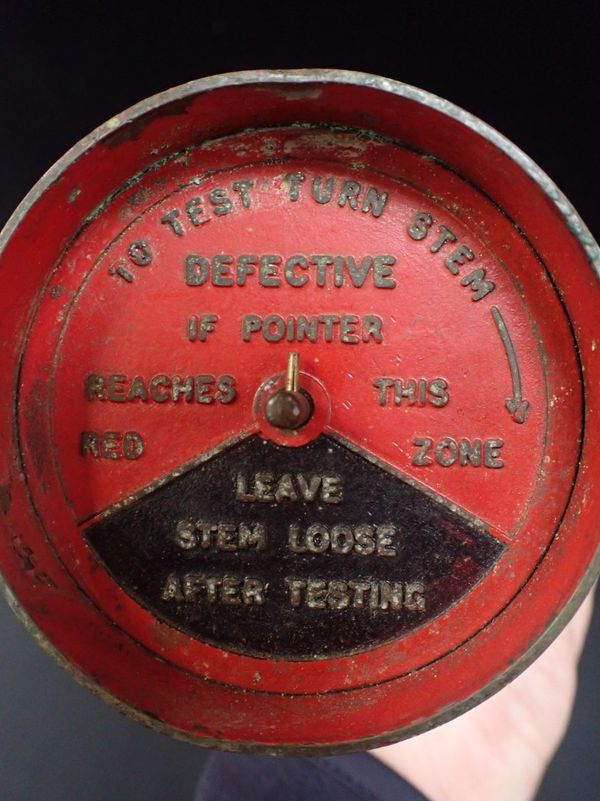 TO TEST TURN STEM
DEFECTIVE
IF POINTER
REACHES THIS
RED ZONE
LEAVE
STEM LOOSE
AFTER TESTING